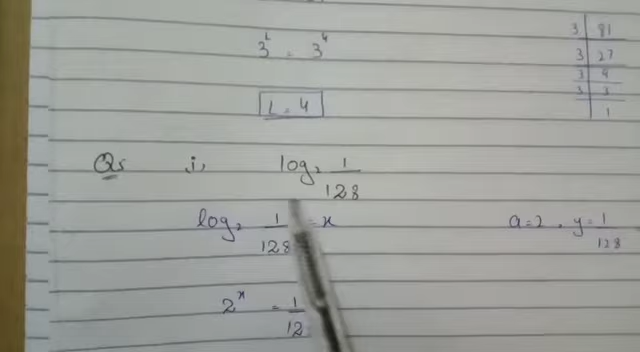 3^L = 3^4
L = 4
3 | 81
3 | 27
3 | 9
3 | 3
1
Q5 i, log₂ 1/128
log₂ 1/128 = x
a=2, y=1/128
2^x = 1/12